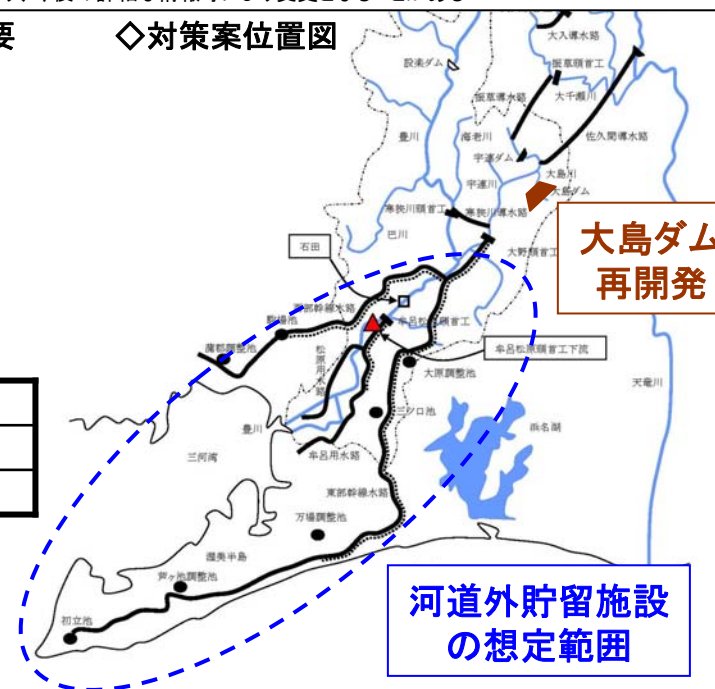 要 ◇対策案位置図
大入導水路
設楽ダム
振草頭首工
振草導水路
大千瀬川
豊川
海老川
佐久間導水路
宇連ダム
大島川
宇連川
大島ダム
寒狭川頭首工
寒狭川導水路
巴川
大島ダム
再開発
石田
大野頭首工
西部幹線水路
駒場池
牟呂松原頭首工
蒲郡調整池
松原用水路
牟呂松原頭首工下流
大原調整池
天竜川
三ツ口池
豊川
浜名湖
三河湾
牟呂用水路
東部幹線水路
万場調整池
渥美半島
芦ヶ池調整池
初立池
河道外貯留施設
の想定範囲